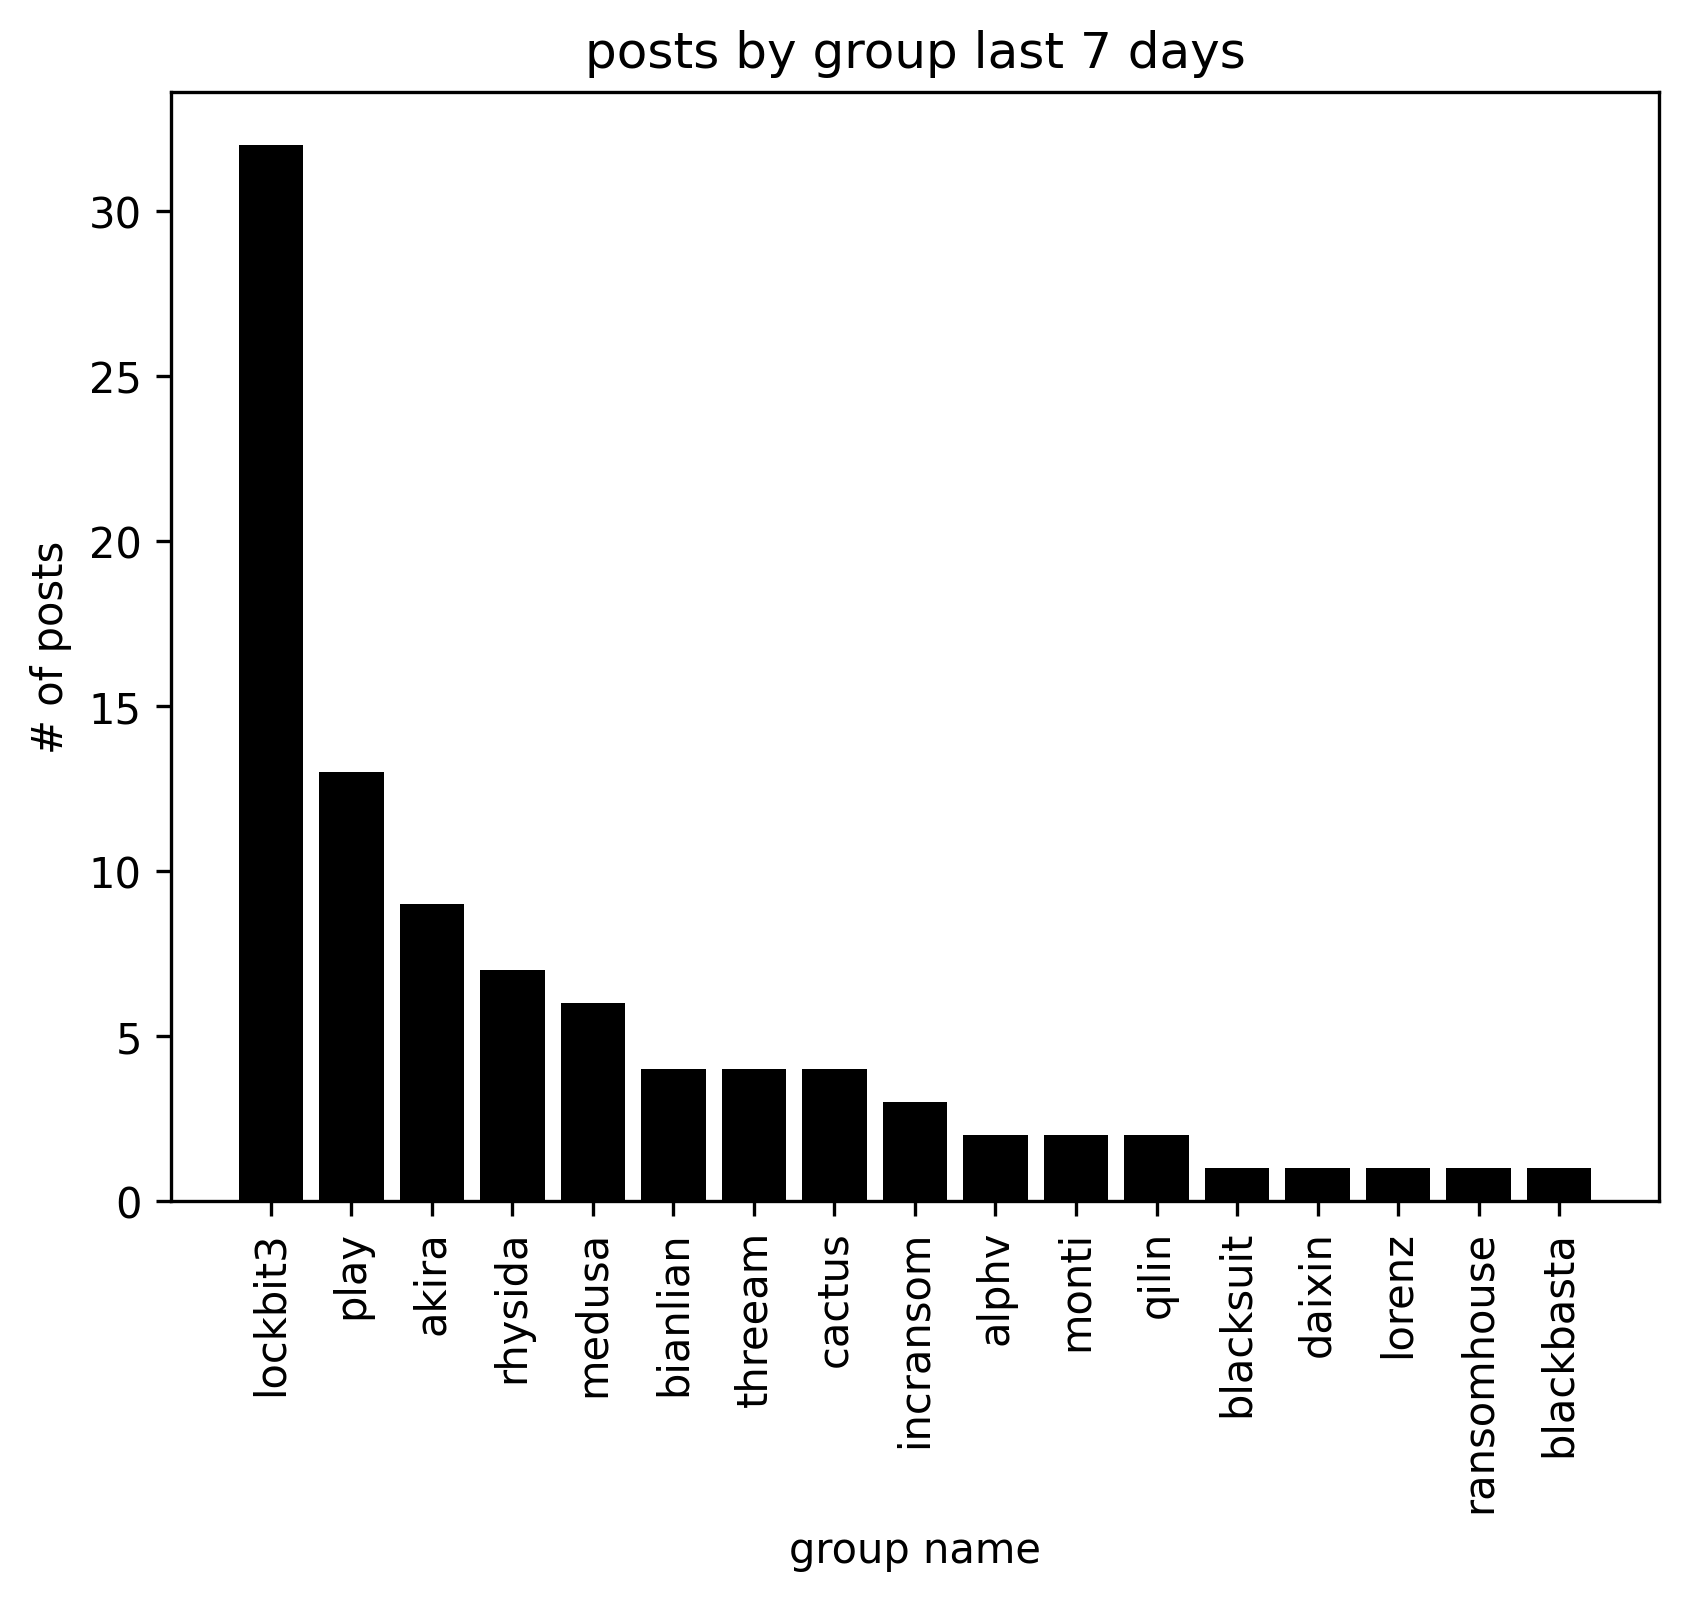 posts by group last 7 days
# of posts
30
25
20
15
10
5
0
lockbit3
play
akira
rhysida
medusa
bianlian
threeam
cactus
incransom
alphv
monti
qilin
blacksuit
daixin
lorenz
ransomhouse
blackbasta
group name